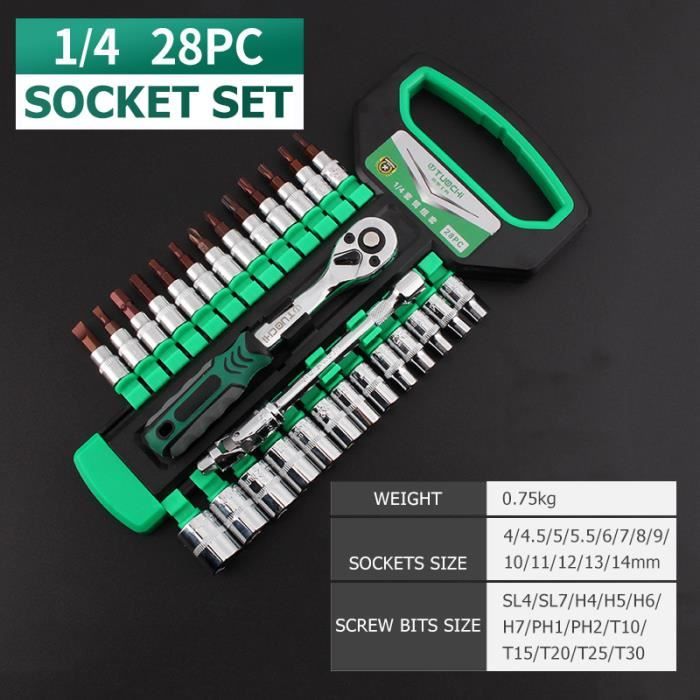 1/4 28PC
SOCKET SET
TUOCHI
1/4
28PC
TUOCHI
WEIGHT 0.75kg
SOCKETS SIZE 4/4.5/5/5.5/6/7/8/9/
10/11/12/13/14mm
SCREW BITS SIZE SL4/SL7/H4/H5/H6/
H7/PH1/PH2/T10/
T15/T20/T25/T30